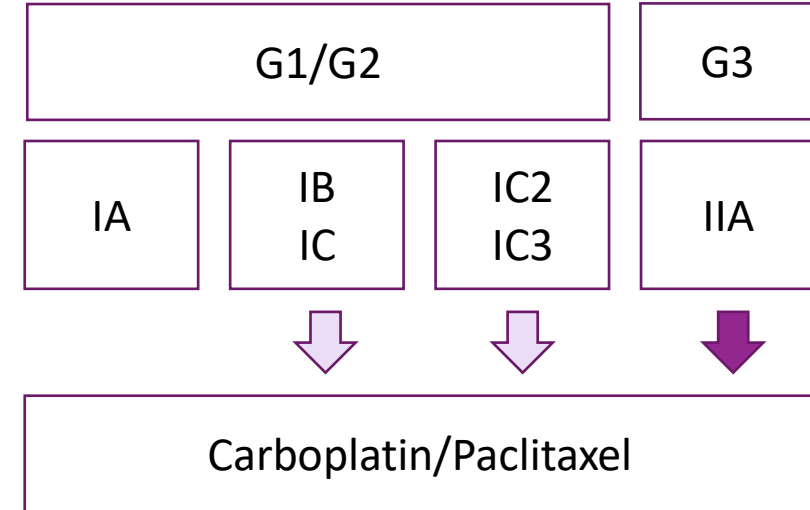 G1/G2
G3
IA
IB
IC
IC2
IC3
IIA
Carboplatin/Paclitaxel